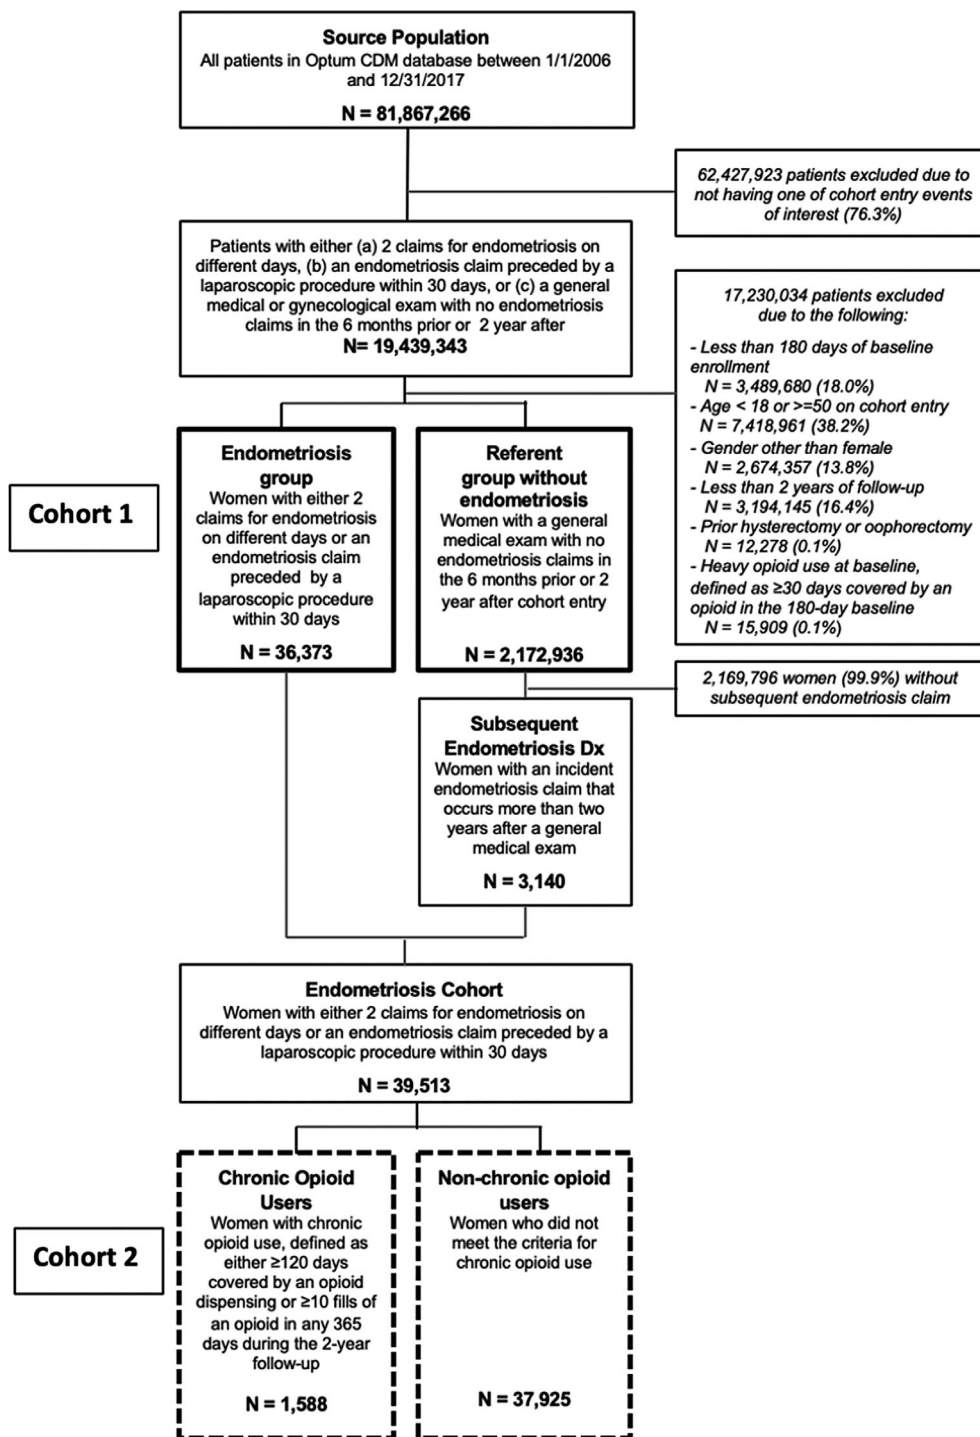 Source Population
All patients in Optum CDM database between 1/1/2006
and 12/31/2017
N = 81,867,266
62,427,923 patients excluded due to
not having one of cohort entry events
of interest (76.3%)
Patients with either (a) 2 claims for endometriosis on
different days, (b) an endometriosis claim preceded by a
laparoscopic procedure within 30 days, or (c) a general
medical or gynecological exam with no endometriosis
claims in the 6 months prior or 2 year after
N= 19,439,343
17,230,034 patients excluded
due to the following:
- Less than 180 days of baseline
enrollment
N = 3,489,680 (18.0%)
- Age < 18 or >=50 on cohort entry
N = 7,418,961 (38.2%)
- Gender other than female
N = 2,674,357 (13.8%)
- Less than 2 years of follow-up
N = 3,194,145 (16.4%)
- Prior hysterectomy or oophorectomy
N = 12,278 (0.1%)
- Heavy opioid use at baseline,
defined as ≥30 days covered by an
opioid in the 180-day baseline
N = 15,909 (0.1%)
Cohort 1
Endometriosis
group
Women with either 2
claims for endometriosis
on different days or an
endometriosis claim
preceded by a
laparoscopic procedure
within 30 days
N = 36,373
Referent
group without
endometriosis
Women with a general
medical exam with no
endometriosis claims in
the 6 months prior or 2
year after cohort entry
N = 2,172,936
2,169,796 women (99.9%) without
subsequent endometriosis claim
Subsequent
Endometriosis Dx
Women with an incident
endometriosis claim that
occurs more than two
years after a general
medical exam
N = 3,140
Endometriosis Cohort
Women with either 2 claims for endometriosis on
different days or an endometriosis claim preceded by a
laparoscopic procedure within 30 days
N = 39,513
Cohort 2
Chronic Opioid
Users
Women with chronic
opioid use, defined as
either ≥120 days
covered by an opioid
dispensing or ≥10 fills of
an opioid in any 365
days during the 2-year
follow-up
N = 1,588
Non-chronic opioid
users
Women who did not
meet the criteria for
chronic opioid use
N = 37,925